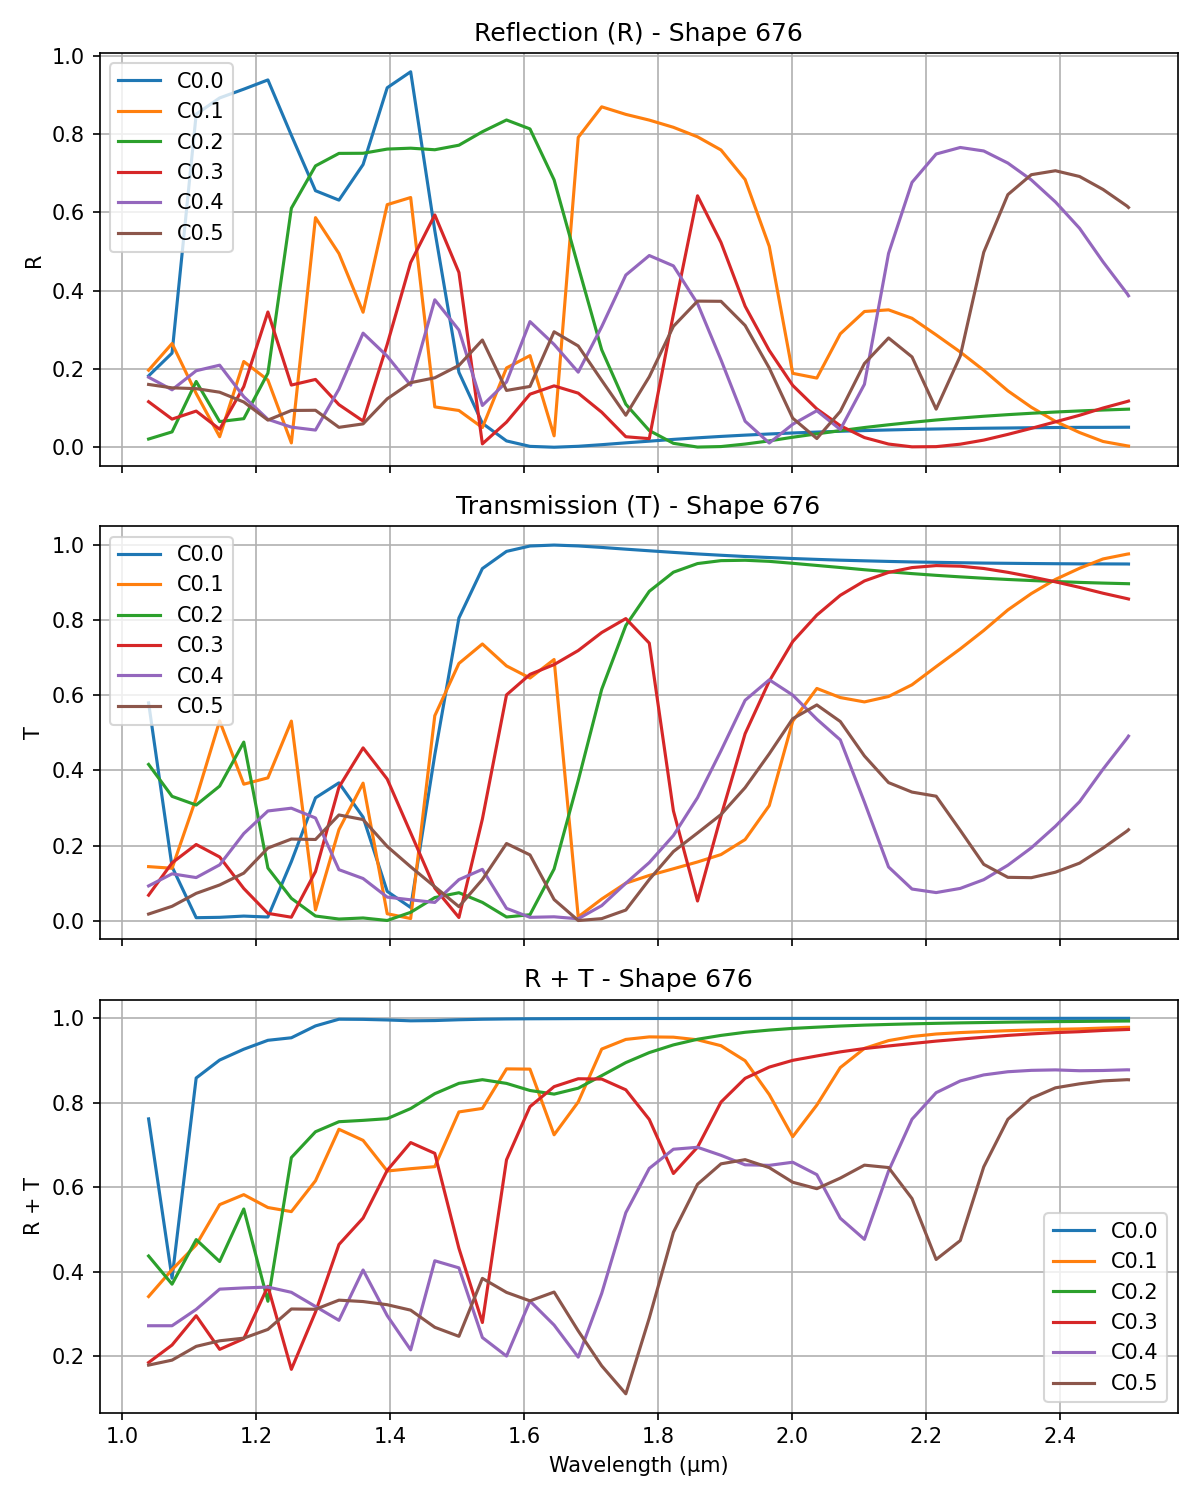 Reflection (R) - Shape 676
1.0
0.8
0.6
0.4
0.2
0.0
R
C0.0
C0.1
C0.2
C0.3
C0.4
C0.5
Transmission (T) - Shape 676
1.0
0.8
0.6
0.4
0.2
0.0
T
C0.0
C0.1
C0.2
C0.3
C0.4
C0.5
R + T - Shape 676
1.0
0.8
0.6
0.4
0.2
R + T
C0.0
C0.1
C0.2
C0.3
C0.4
C0.5
1.0 1.2 1.4 1.6 1.8 2.0 2.2 2.4
Wavelength (μm)